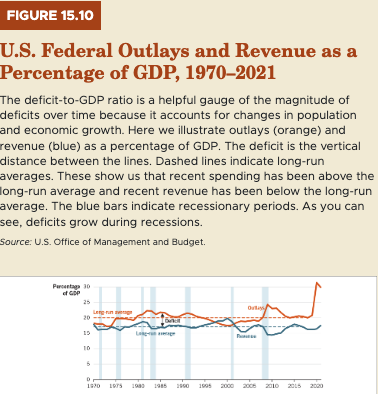 FIGURE 15.10
U.S. Federal Outlays and Revenue as a
Percentage of GDP, 1970–2021
The deficit-to-GDP ratio is a helpful gauge of the magnitude of
deficits over time because it accounts for changes in population
and economic growth. Here we illustrate outlays (orange) and
revenue (blue) as a percentage of GDP. The deficit is the vertical
distance between the lines. Dashed lines indicate long-run
averages. These show us that recent spending has been above the
long-run average and recent revenue has been below the long-run
average. The blue bars indicate recessionary periods. As you can
see, deficits grow during recessions.
Source: U.S. Office of Management and Budget.
Percentage
of GDP
30
25
20
15
10
5
0
Long-run average
Deficit
Long-run average
Outlays
Revenue
1970 1975 1980 1985 1990 1995 2000 2005 2010 2015 2020